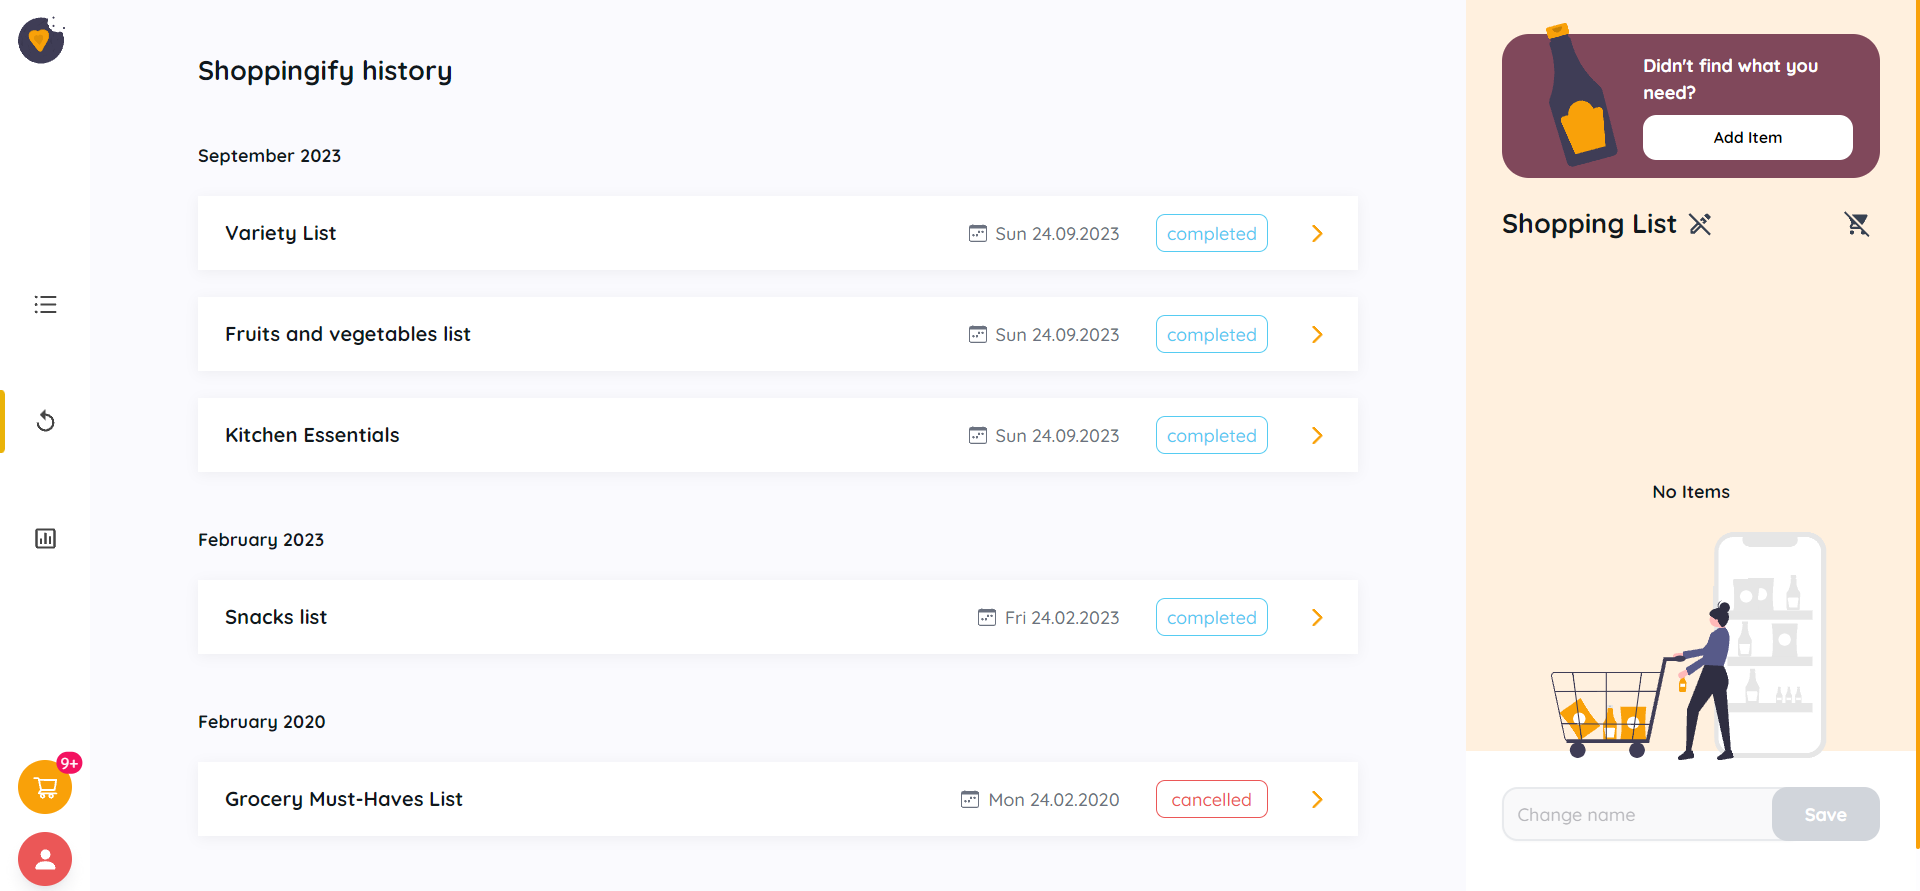 Shoppingify history
September 2023
Variety List
Sun 24.09.2023
completed
Fruits and vegetables list
Sun 24.09.2023
completed
Kitchen Essentials
Sun 24.09.2023
completed
February 2023
Snacks list
Fri 24.02.2023
completed
February 2020
Grocery Must-Haves List
Mon 24.02.2020
cancelled
9+
Didn't find what you
need?
Add Item
Shopping List
No Items
Change name
Save